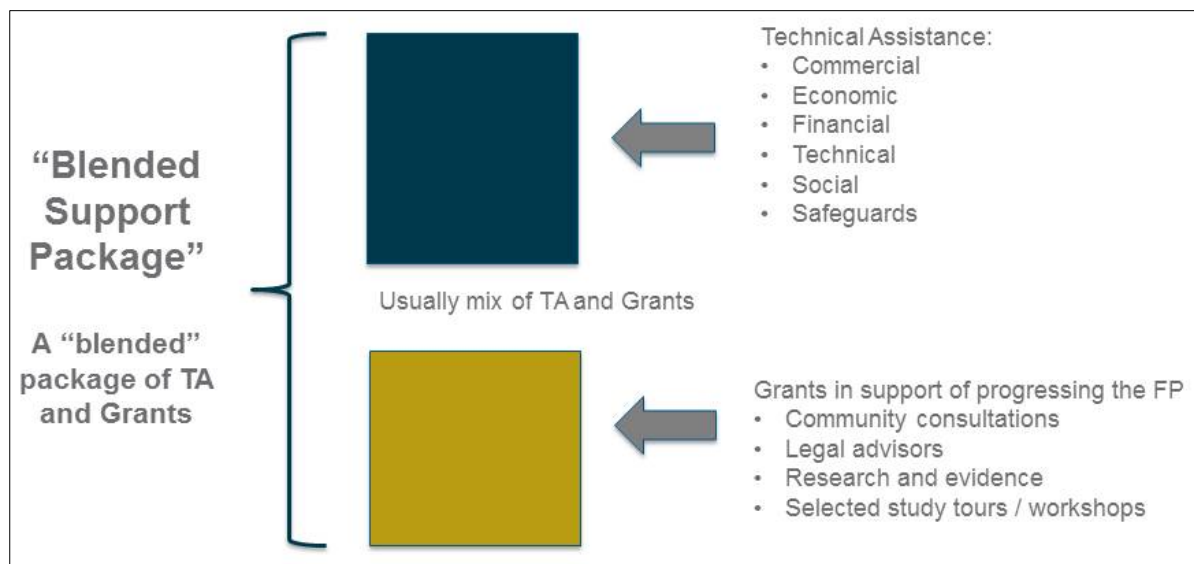 “Blended
Support
Package”
A “blended”
package of TA
and Grants
Technical Assistance:
• Commercial
• Economic
• Financial
• Technical
• Social
• Safeguards
Usually mix of TA and Grants
Grants in support of progressing the FP
• Community consultations
• Legal advisors
• Research and evidence
• Selected study tours / workshops